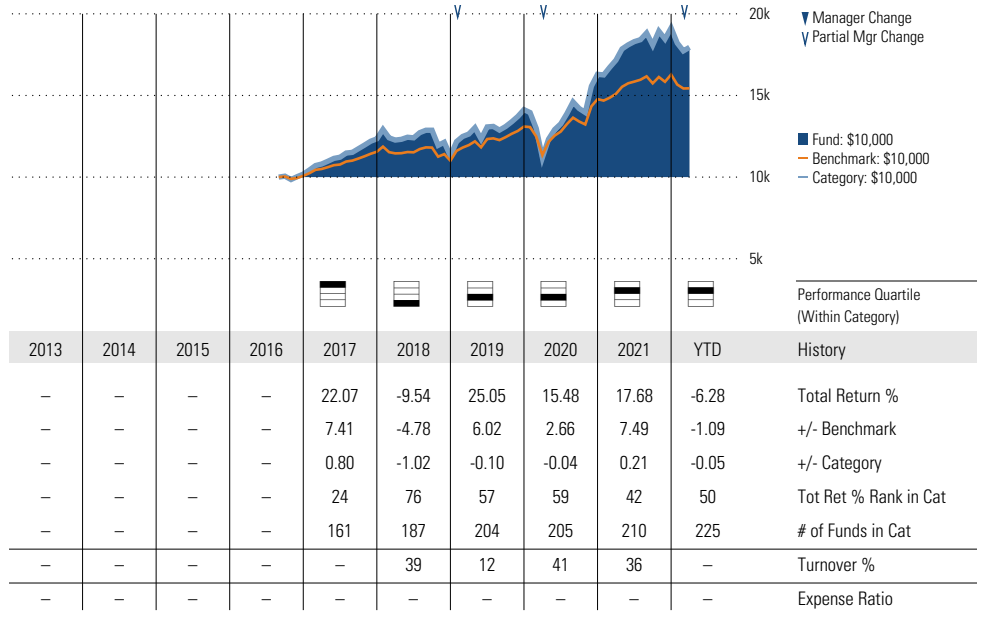 20k
Manager Change
Partial Mgr Change
15k
Fund: $10,000
Benchmark: $10,000
Category: $10,000
10k
5k
Performance Quartile
(Within Category)
2013 2014 2015 2016 2017 2018 2019 2020 2021 YTD History
– – – – 22.07 -9.54 25.05 15.48 17.68 -6.28 Total Return %
– – – – 7.41 -4.78 6.02 2.66 7.49 -1.09 +/- Benchmark
– – – – 0.80 -1.02 -0.10 -0.04 0.21 -0.05 +/- Category
– – – – 24 76 57 59 42 50 Tot Ret % Rank in Cat
– – – – 161 187 204 205 210 225 # of Funds in Cat
– – – – – 39 12 41 36 – Turnover %
– – – – – – – – – – Expense Ratio